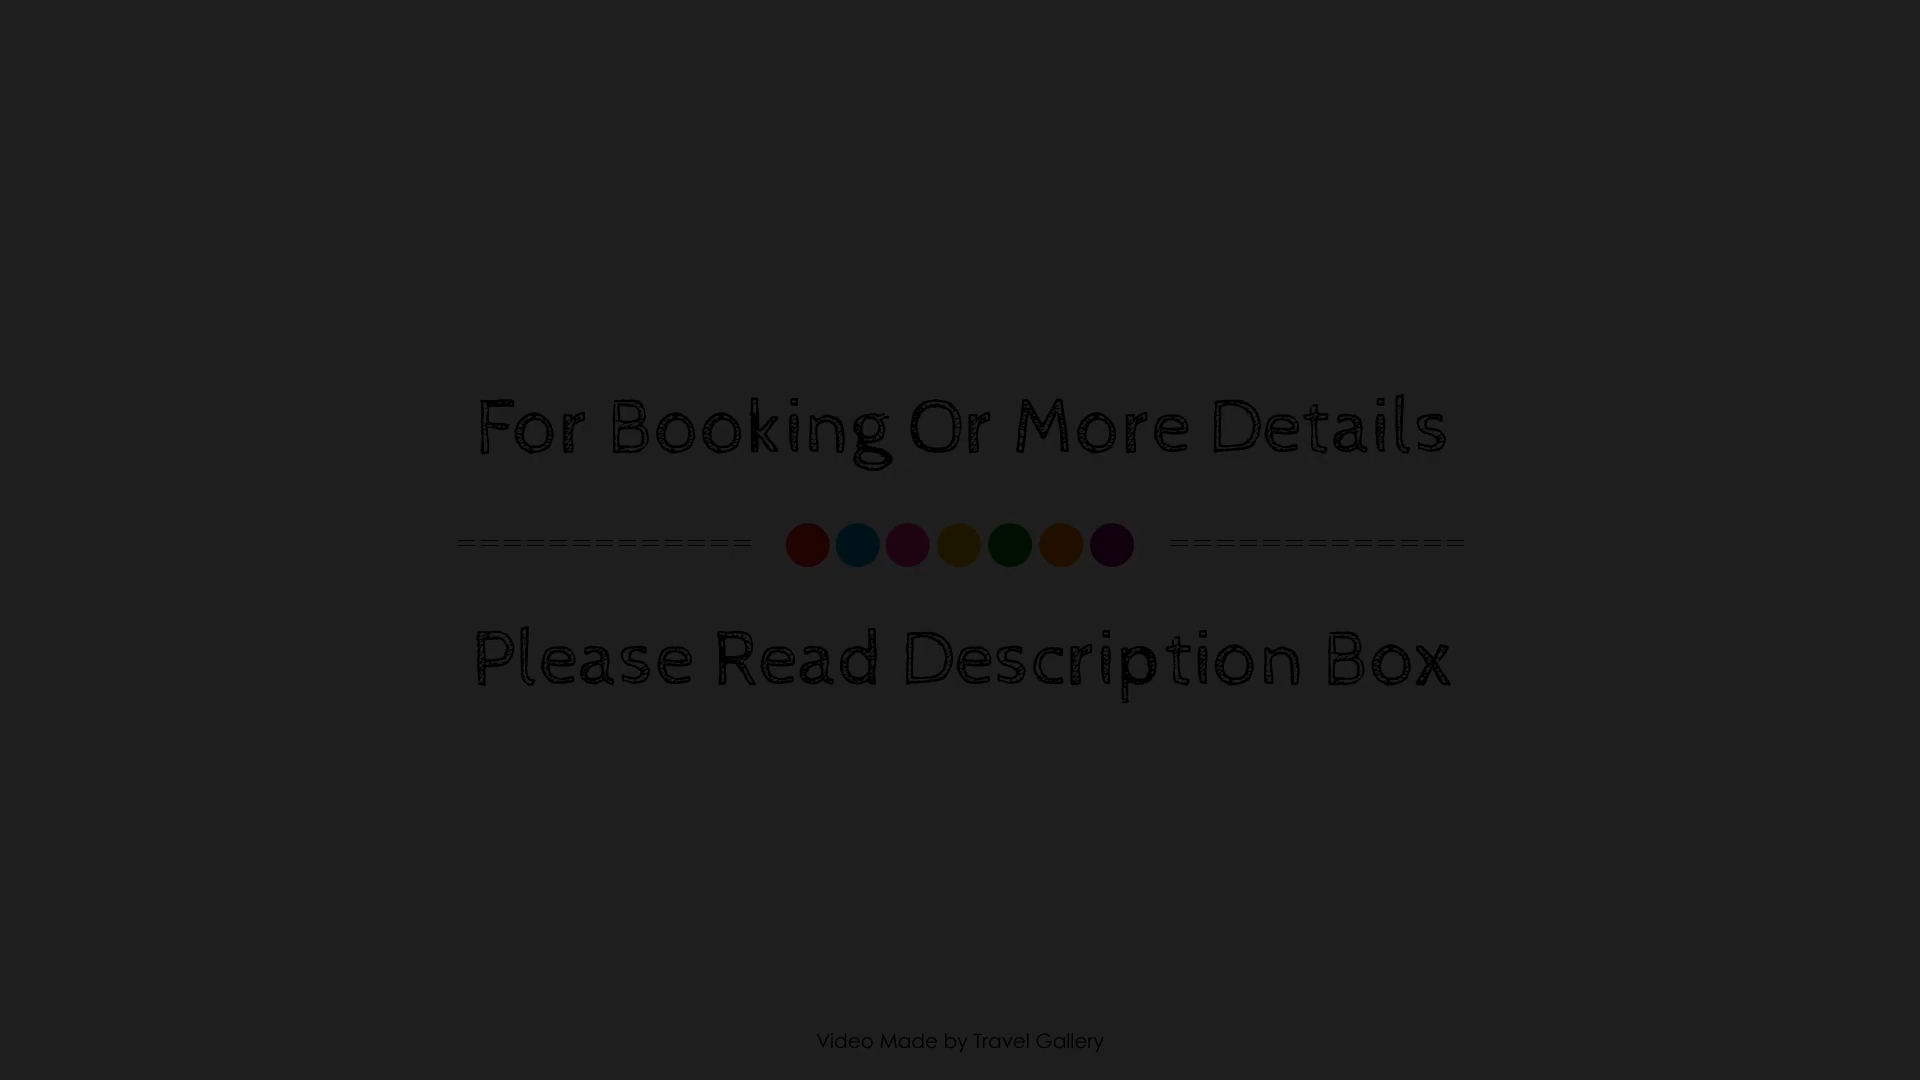 For Booking Or More Details
============= =============
Please Read Description Box
Video Made by Travel Gallery